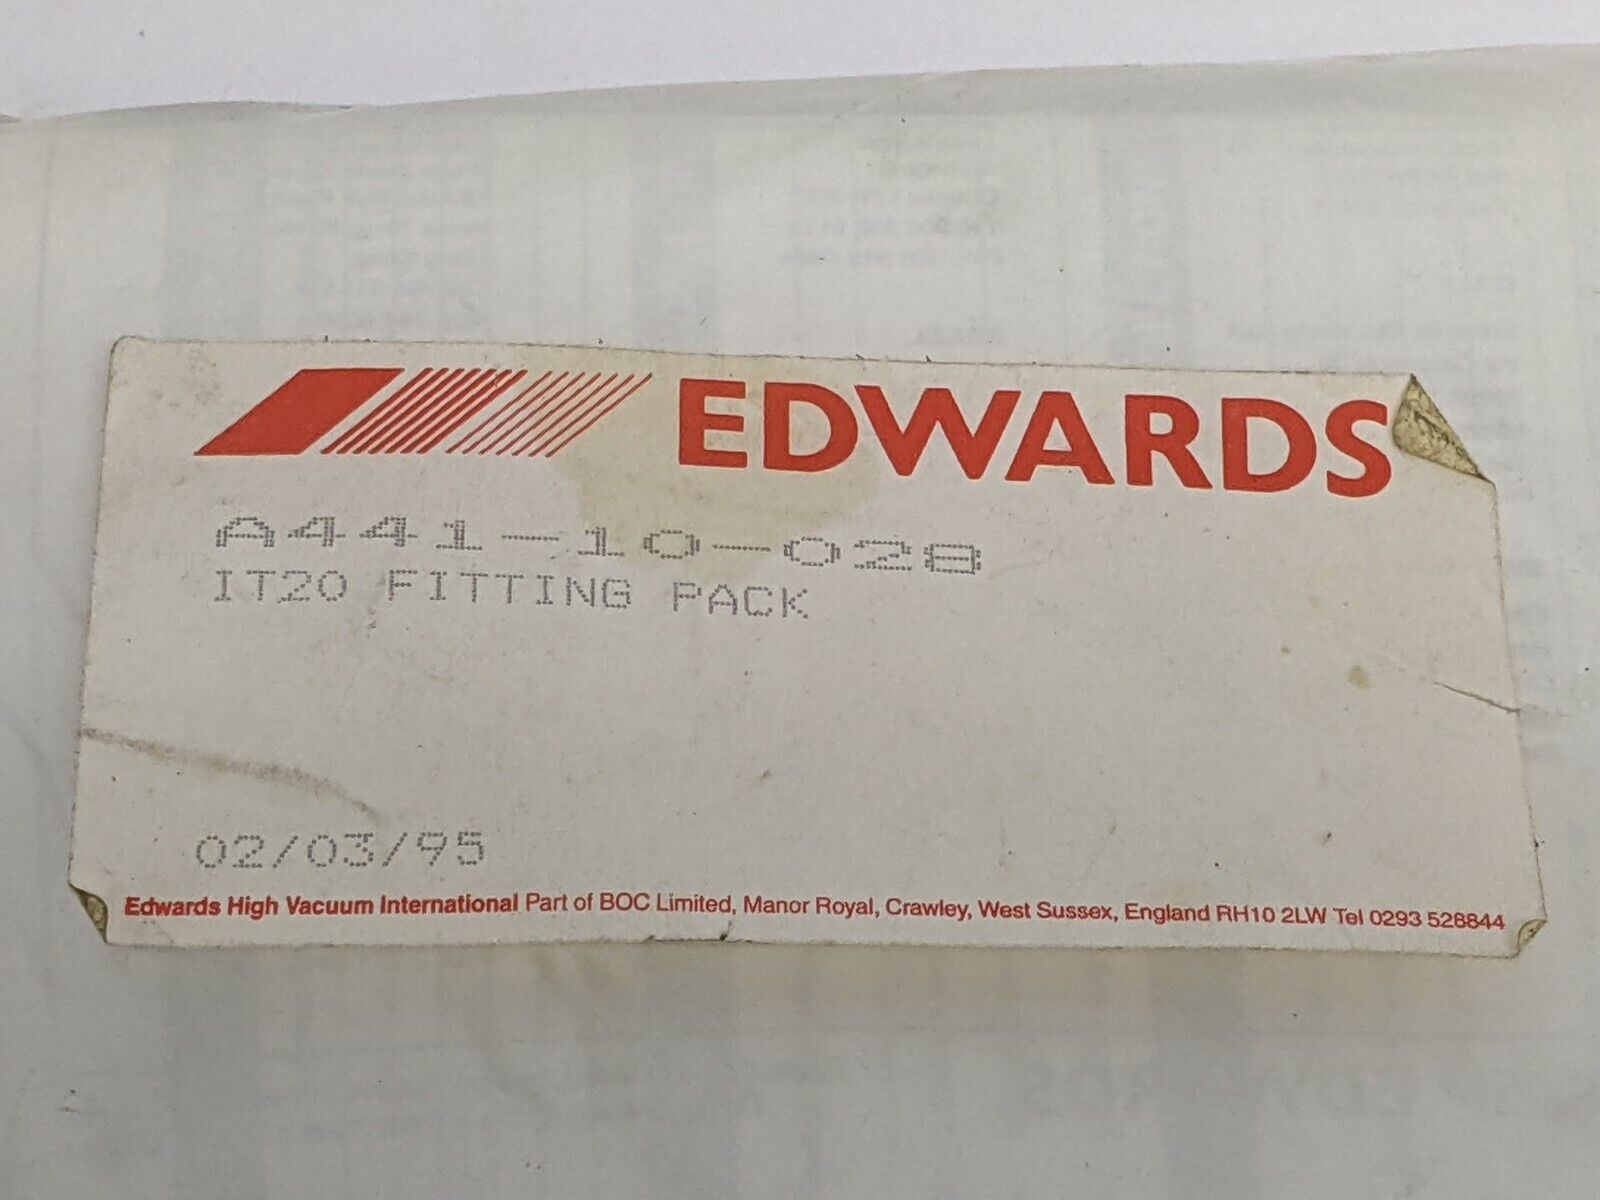 EDWARDS
A441-10-028
IT20 FITTING PACK
02/03/95
Edwards High Vacuum International Part of BOC Limited, Manor Royal, Crawley, West Sussex, England RH10 2LW Tel 0293 528844